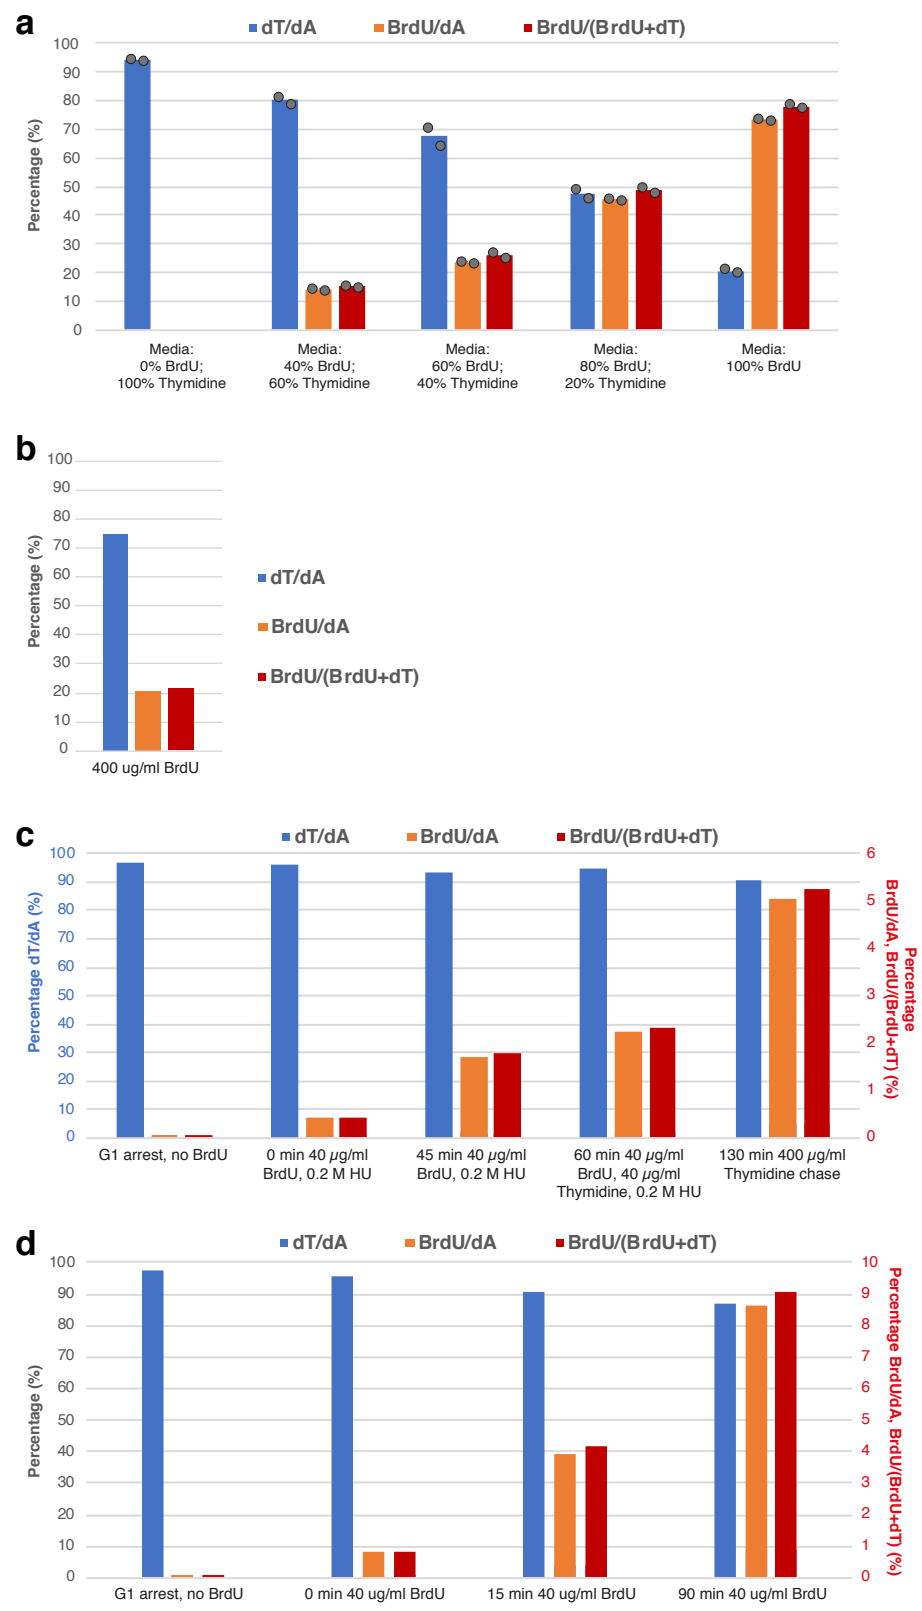 a
dT/dA BrdU/dA BrdU/(BrdU+dT)
Percentage (%)
100
90
80
70
60
50
40
30
20
10
0
Media:
0% BrdU;
100% Thymidine
Media:
40% BrdU;
60% Thymidine
Media:
60% BrdU;
40% Thymidine
Media:
80% BrdU;
20% Thymidine
Media:
100% BrdU
b
Percentage (%)
100
90
80
70
60
50
40
30
20
10
0
400 ug/ml BrdU
dT/dA
BrdU/dA
BrdU/(BrdU+dT)
c
dT/dA BrdU/dA BrdU/(BrdU+dT)
Percentage dT/dA (%)
100
90
80
70
60
50
40
30
20
10
0
6
5
4
3
2
1
0
Percentage
BrdU/dA, BrdU/(BrdU+dT) (%)
G1 arrest, no BrdU
0 min 40 µg/ml
BrdU, 0.2 M HU
45 min 40 µg/ml
BrdU, 0.2 M HU
60 min 40 µg/ml
BrdU, 40 µg/ml
Thymidine, 0.2 M HU
130 min 400 µg/ml
Thymidine chase
d
dT/dA BrdU/dA BrdU/(BrdU+dT)
Percentage (%)
100
90
80
70
60
50
40
30
20
10
0
10
9
8
7
6
5
4
3
2
1
0
Percentage BrdU/dA, BrdU/(BrdU+dT) (%)
G1 arrest, no BrdU
0 min 40 ug/ml BrdU
15 min 40 ug/ml BrdU
90 min 40 ug/ml BrdU